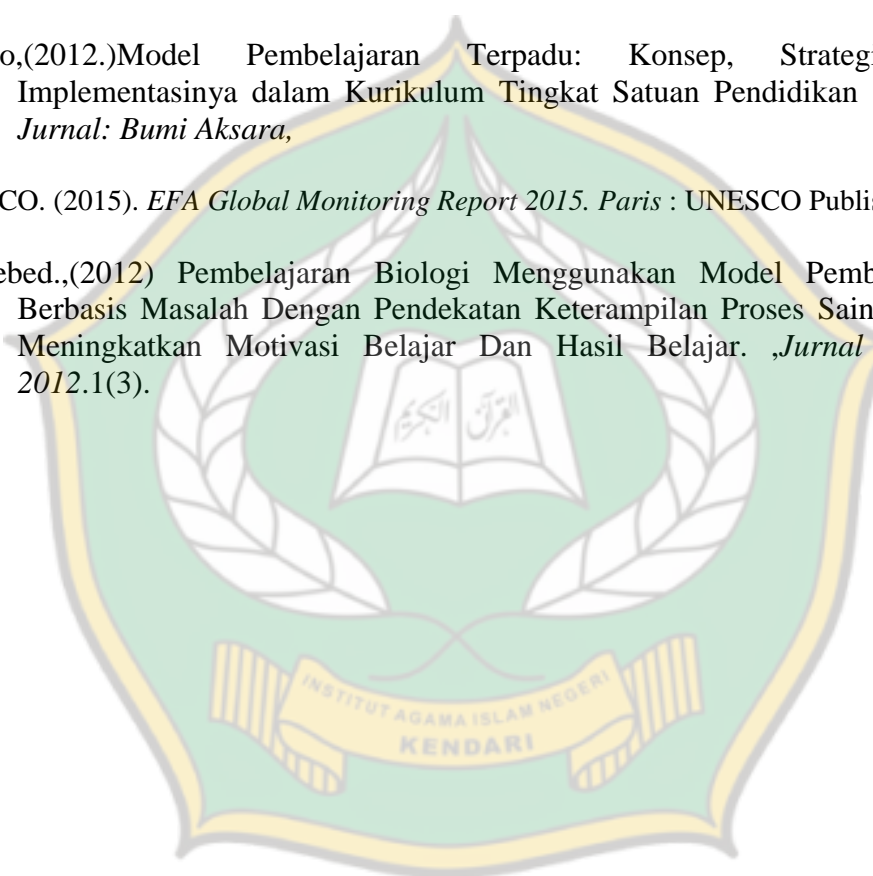 o,(2012.)Model Pembelajaran Terpadu: Konsep, Strategi
Implementasinya dalam Kurikulum Tingkat Satuan Pendidikan
Jurnal: Bumi Aksara,
CO. (2015). EFA Global Monitoring Report 2015. Paris : UNESCO Publis
ebed.,(2012) Pembelajaran Biologi Menggunakan Model Pemb
Berbasis Masalah Dengan Pendekatan Keterampilan Proses Sain
Meningkatkan Motivasi Belajar Dan Hasil Belajar. ,Jurnal
2012.1(3).
القرآن الكريم
INSTITUT AGAMA ISLAM NEGERI
KENDARI